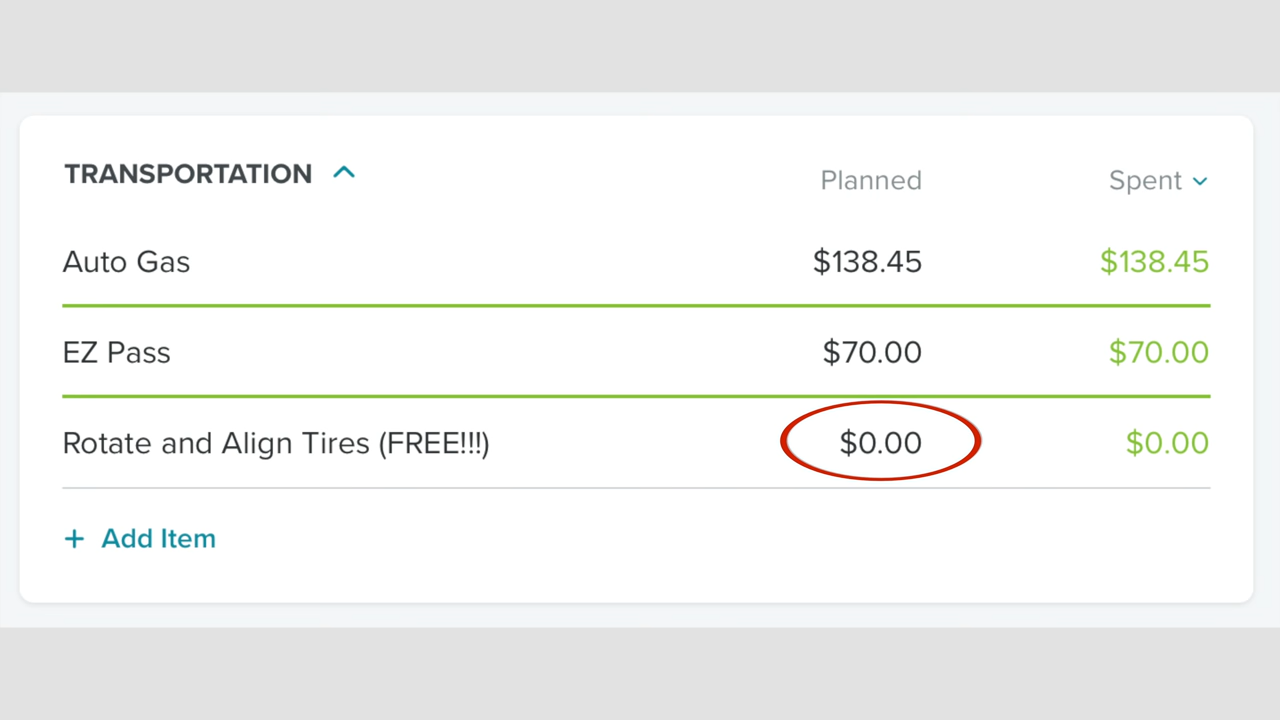 TRANSPORTATION Planned Spent
Auto Gas $138.45 $138.45
EZ Pass $70.00 $70.00
Rotate and Align Tires (FREE!!!) $0.00 $0.00
+ Add Item